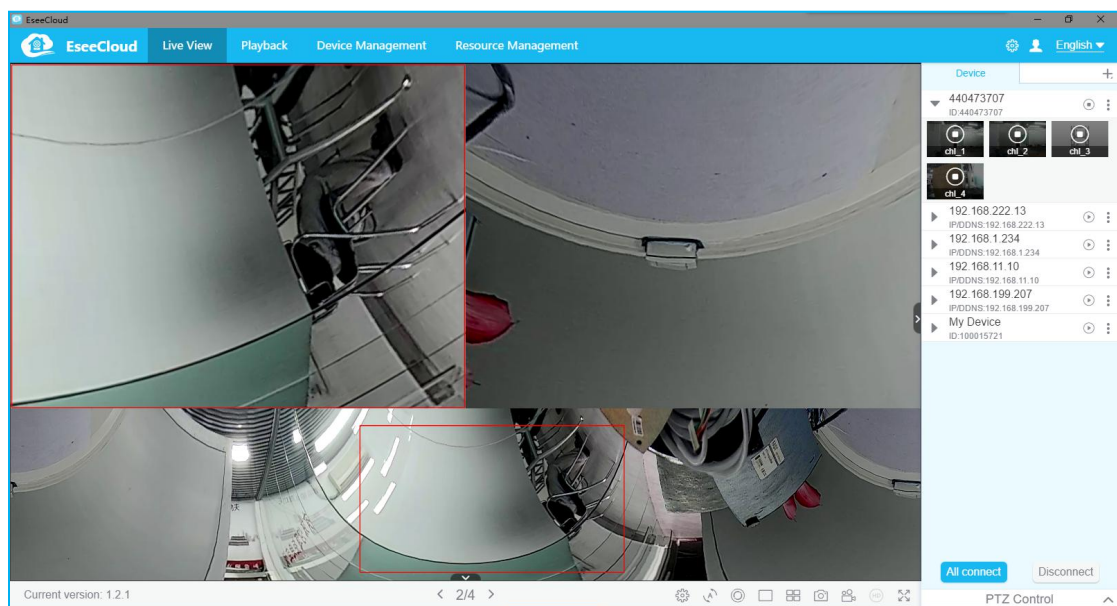 EseeCloud
EseeCloud Live View Playback Device Management Resource Management English
Device
440473707
ID:440473707
chl_1 chl_2 chl_3
chl_4
192.168.222.13
IP/DDNS:192.168.222.13
192.168.1.234
IP/DDNS:192.168.1.234
192.168.11.10
IP/DDNS:192.168.11.10
192.168.199.207
IP/DDNS:192.168.199.207
My Device
ID:100015721
All connect Disconnect
Current version: 1.2.1 2/4 HD PTZ Control